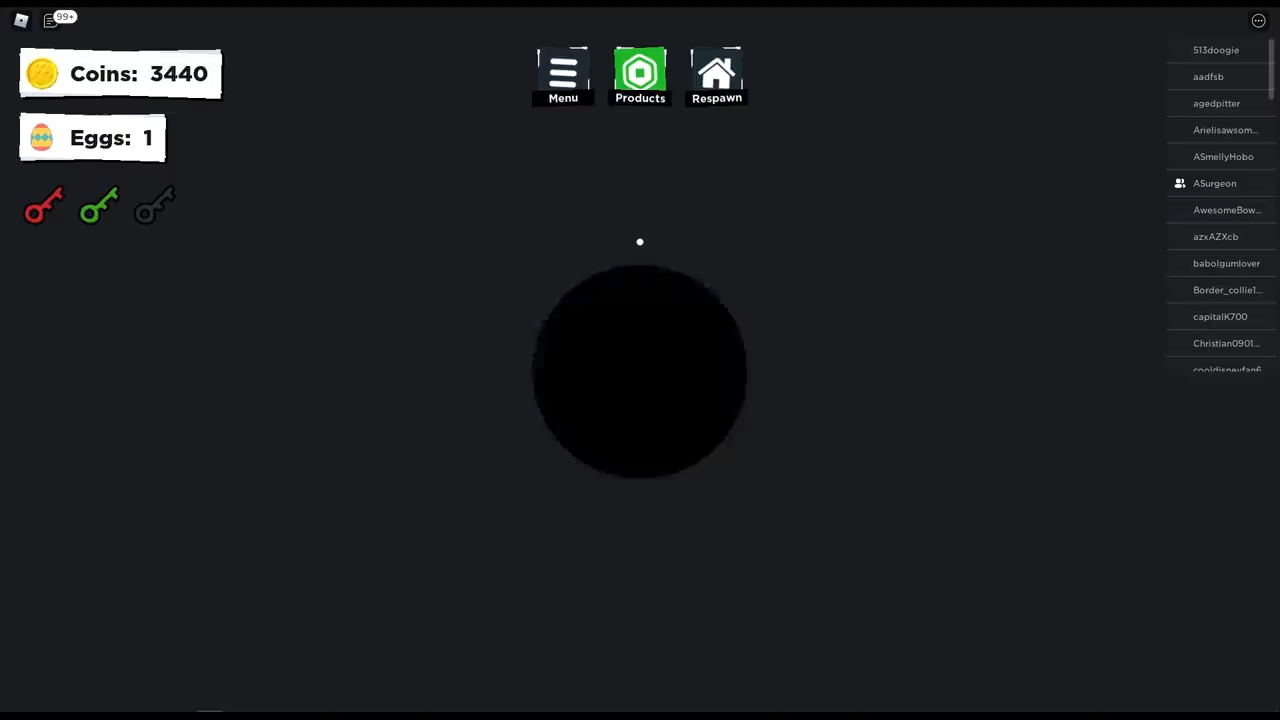 99+
Coins: 3440
Eggs: 1
Menu
Products
Respawn
513doogie
aadfsb
agedpitter
Arielisawsom...
ASmellyHobo
ASurgeon
AwesomeBow...
azxAZXcb
babolgumlover
Border_collie1...
capitalK700
Christian0901...
cooldisneyfan6